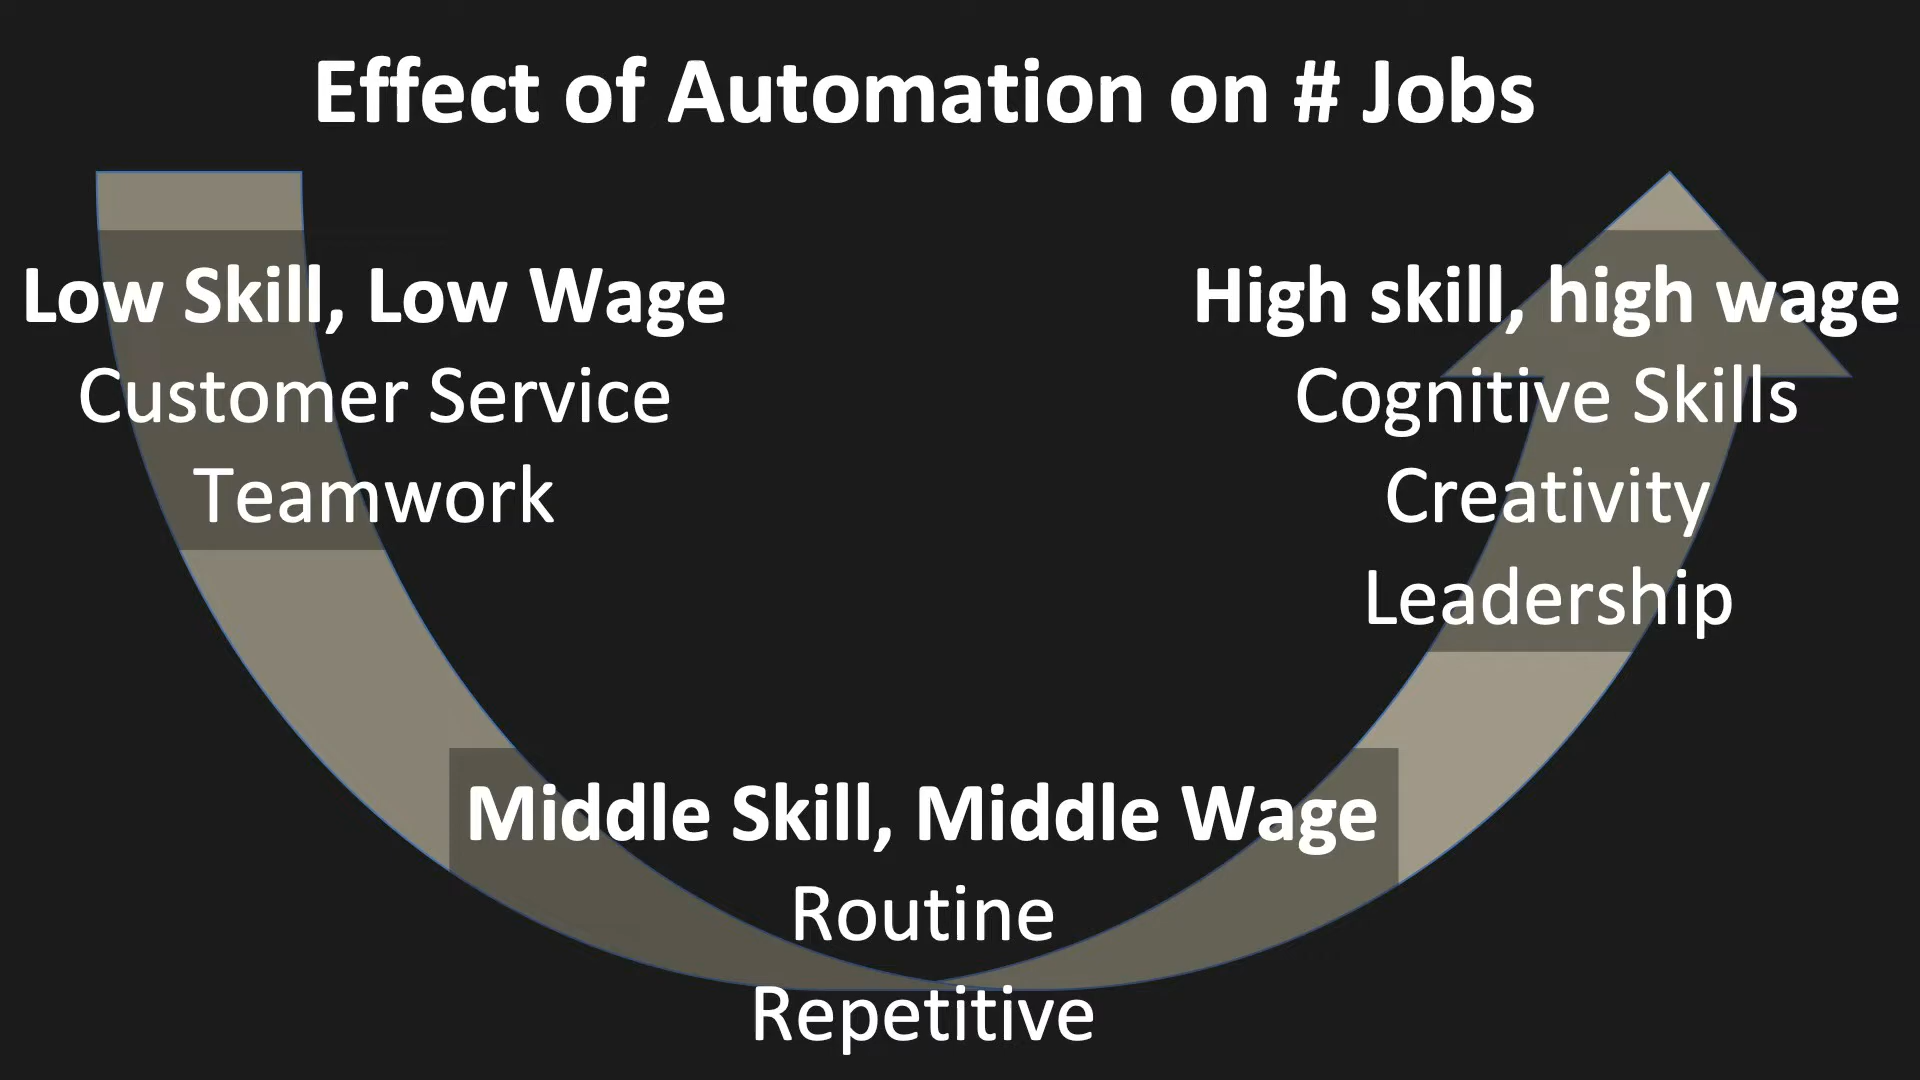 Effect of Automation on # Jobs
Low Skill, Low Wage
Customer Service
Teamwork
High skill, high wage
Cognitive Skills
Creativity
Leadership
Middle Skill, Middle Wage
Routine
Repetitive